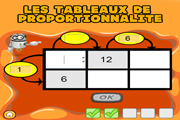 LES TABLEAUX DE
PROPORTIONNALITE
6
: 12
1
6
OK